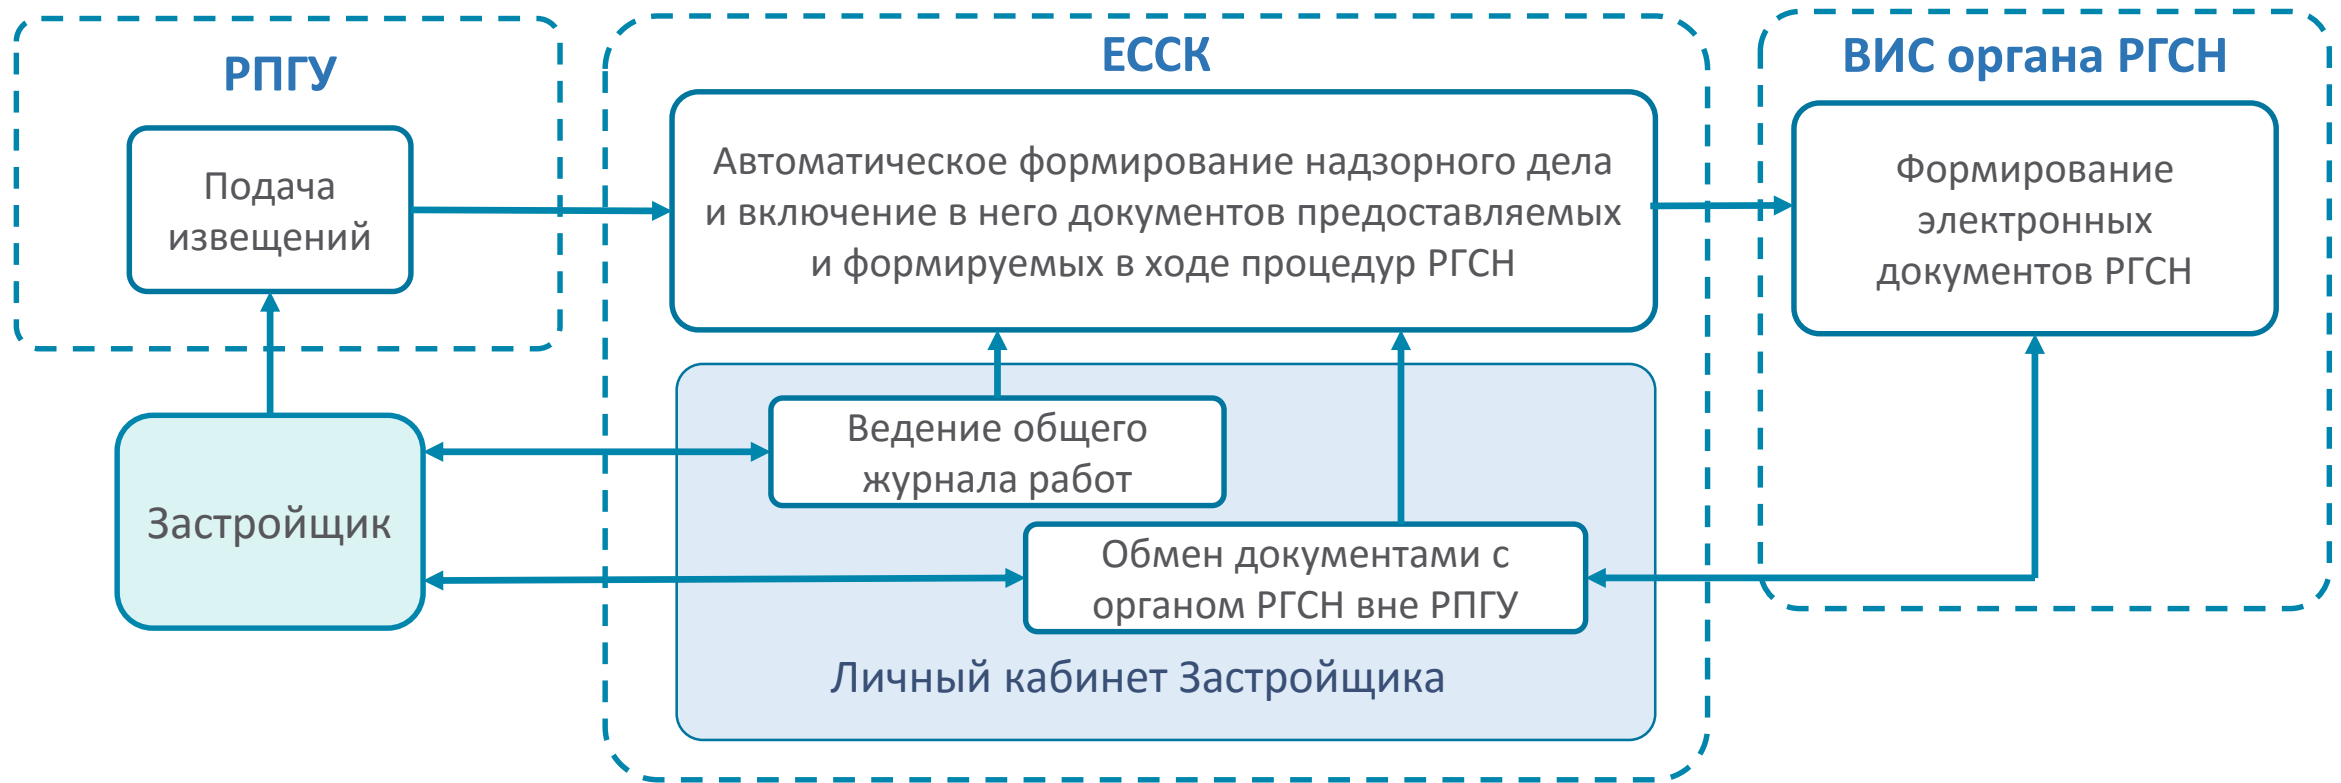 РПГУ
Подача
извещений
Застройщик
ЕССК
Автоматическое формирование надзорного дела
и включение в него документов предоставляемых
и формируемых в ходе процедур РГСН
Ведение общего
журнала работ
Обмен документами с
органом РГСН вне РПГУ
Личный кабинет Застройщика
ВИС органа РГСН
Формирование
электронных
документов РГСН